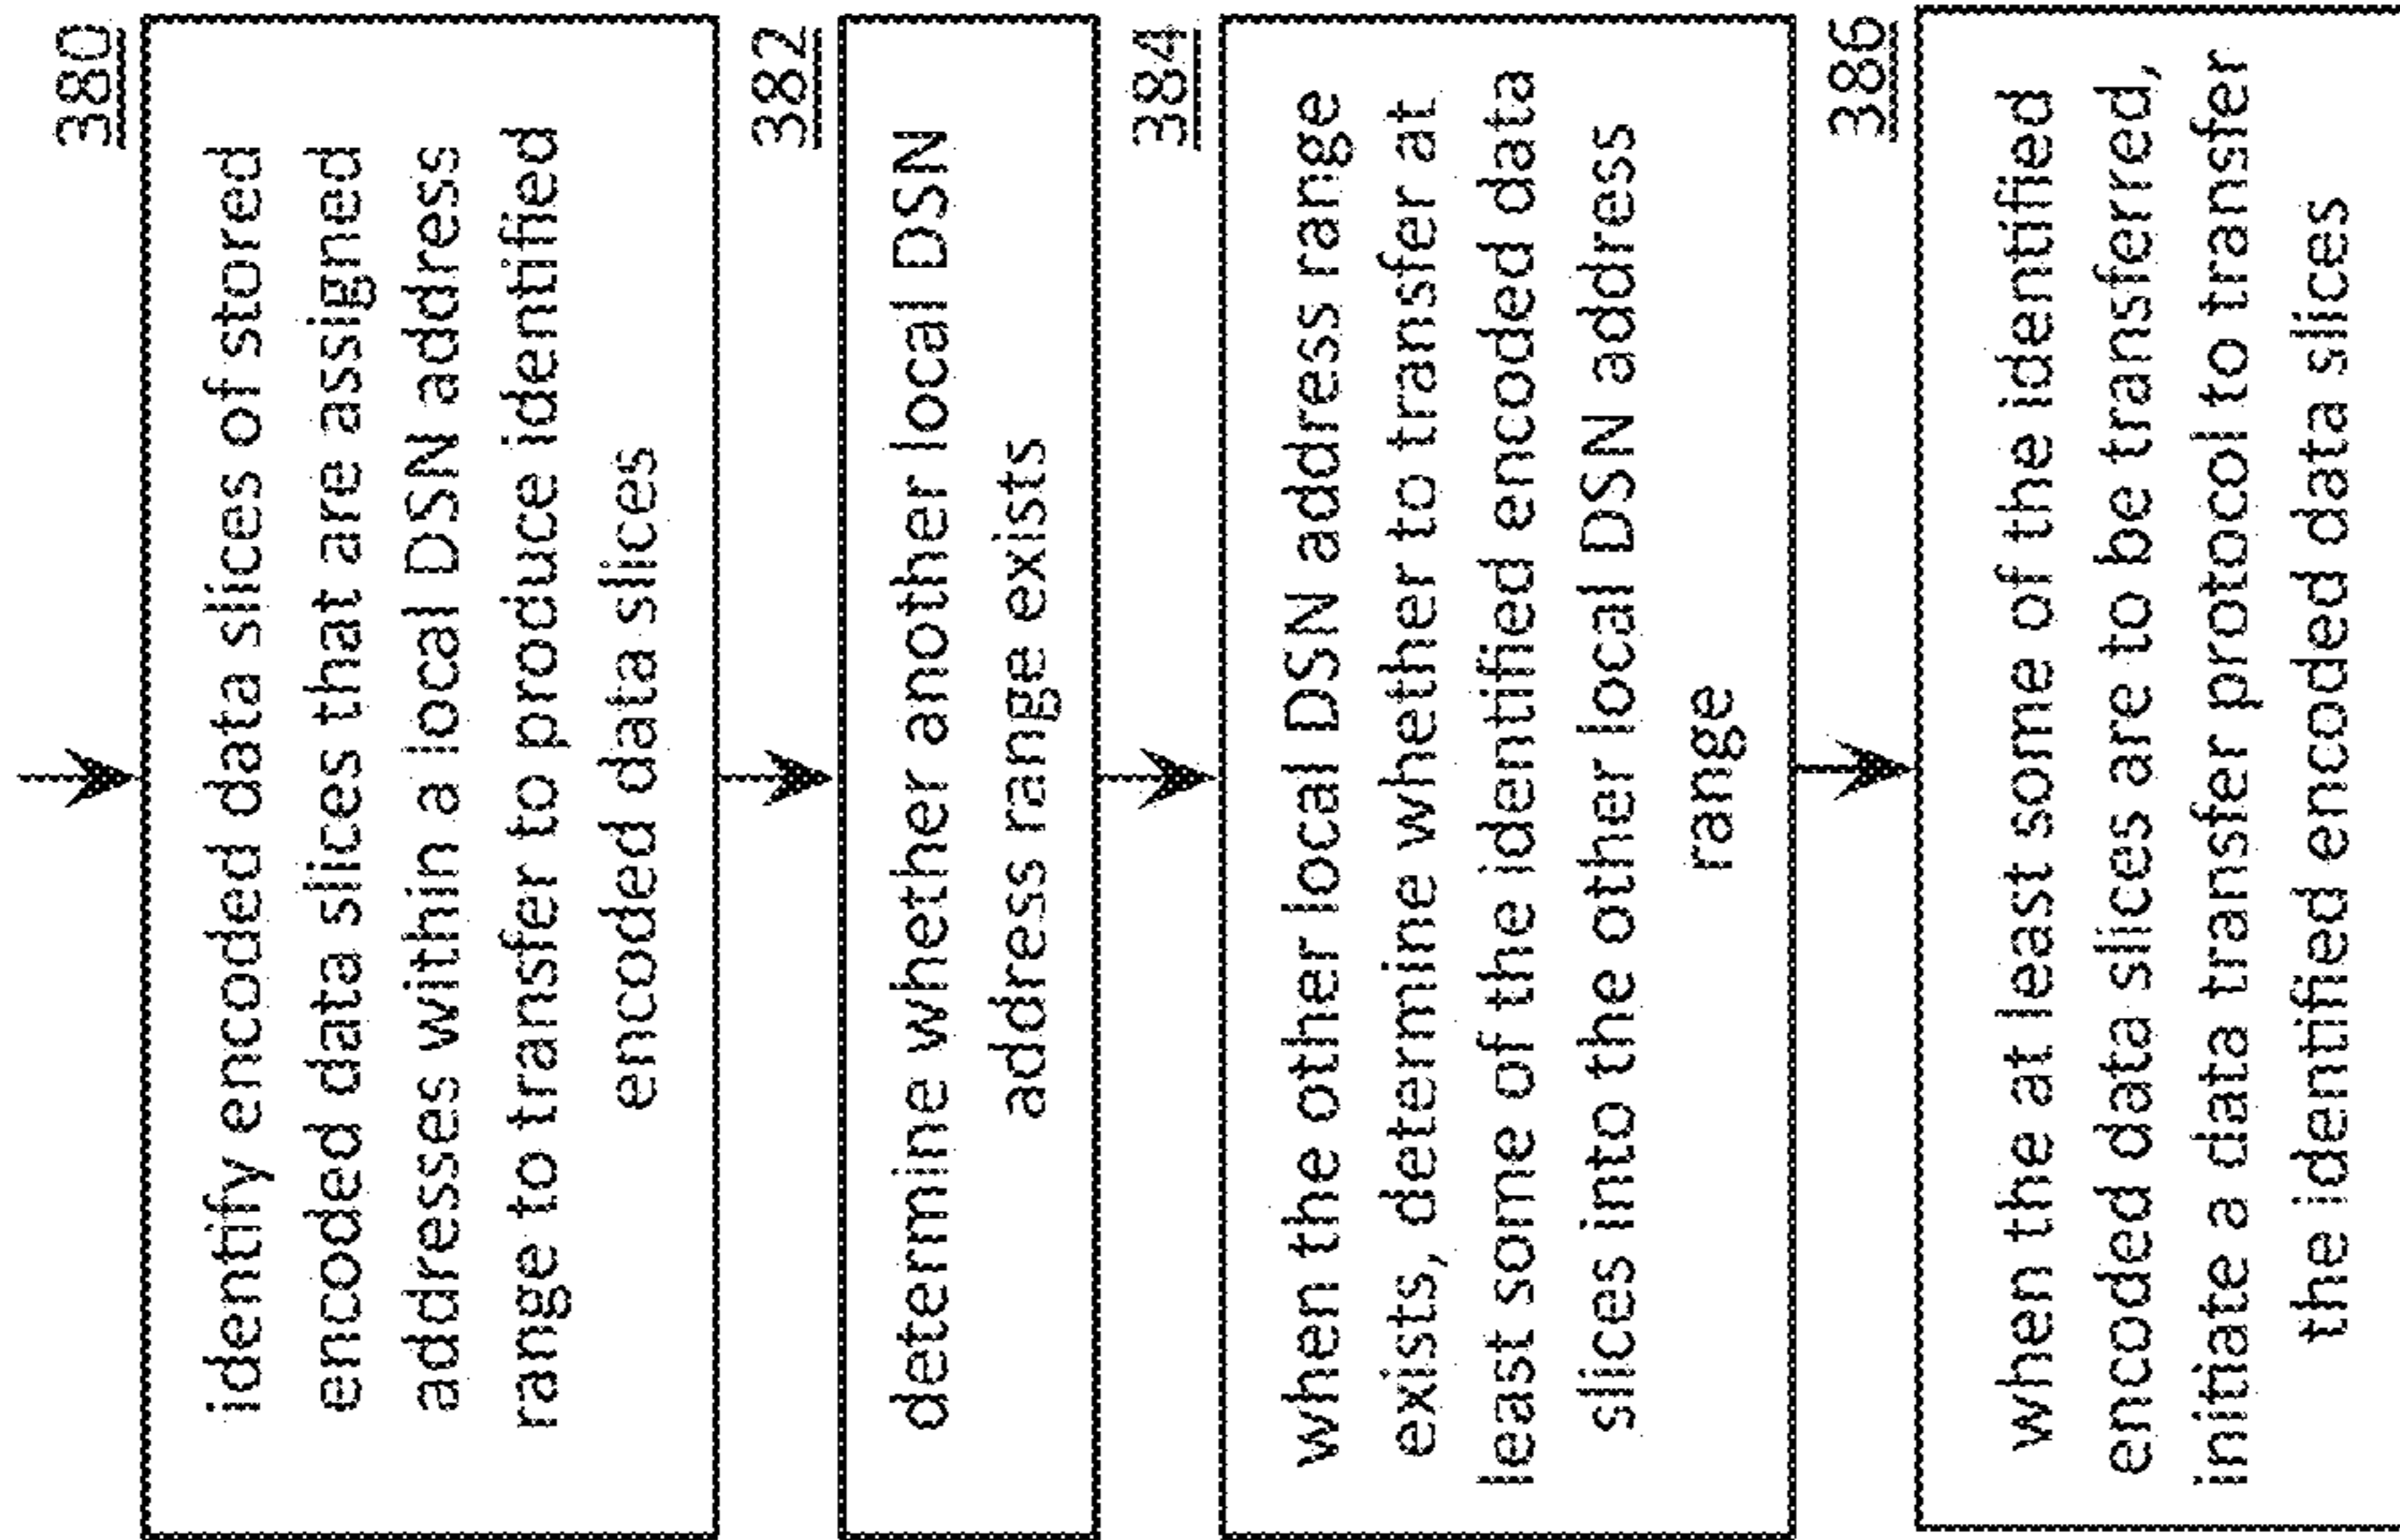 380
identify encoded data slices of stored
encoded data slices that are assigned
addresses within a local DSN address
range to transfer to produce identified
encoded data slices
382
determine whether another local DSN
address range exists
384
when the other local DSN address range
exists, determine whether to transfer at
least some of the identified encoded data
slices into the other local DSN address
range
386
when the at least some of the identified
encoded data slices are to be transferred,
initiate a data transfer protocol to transfer
the identified encoded data slices